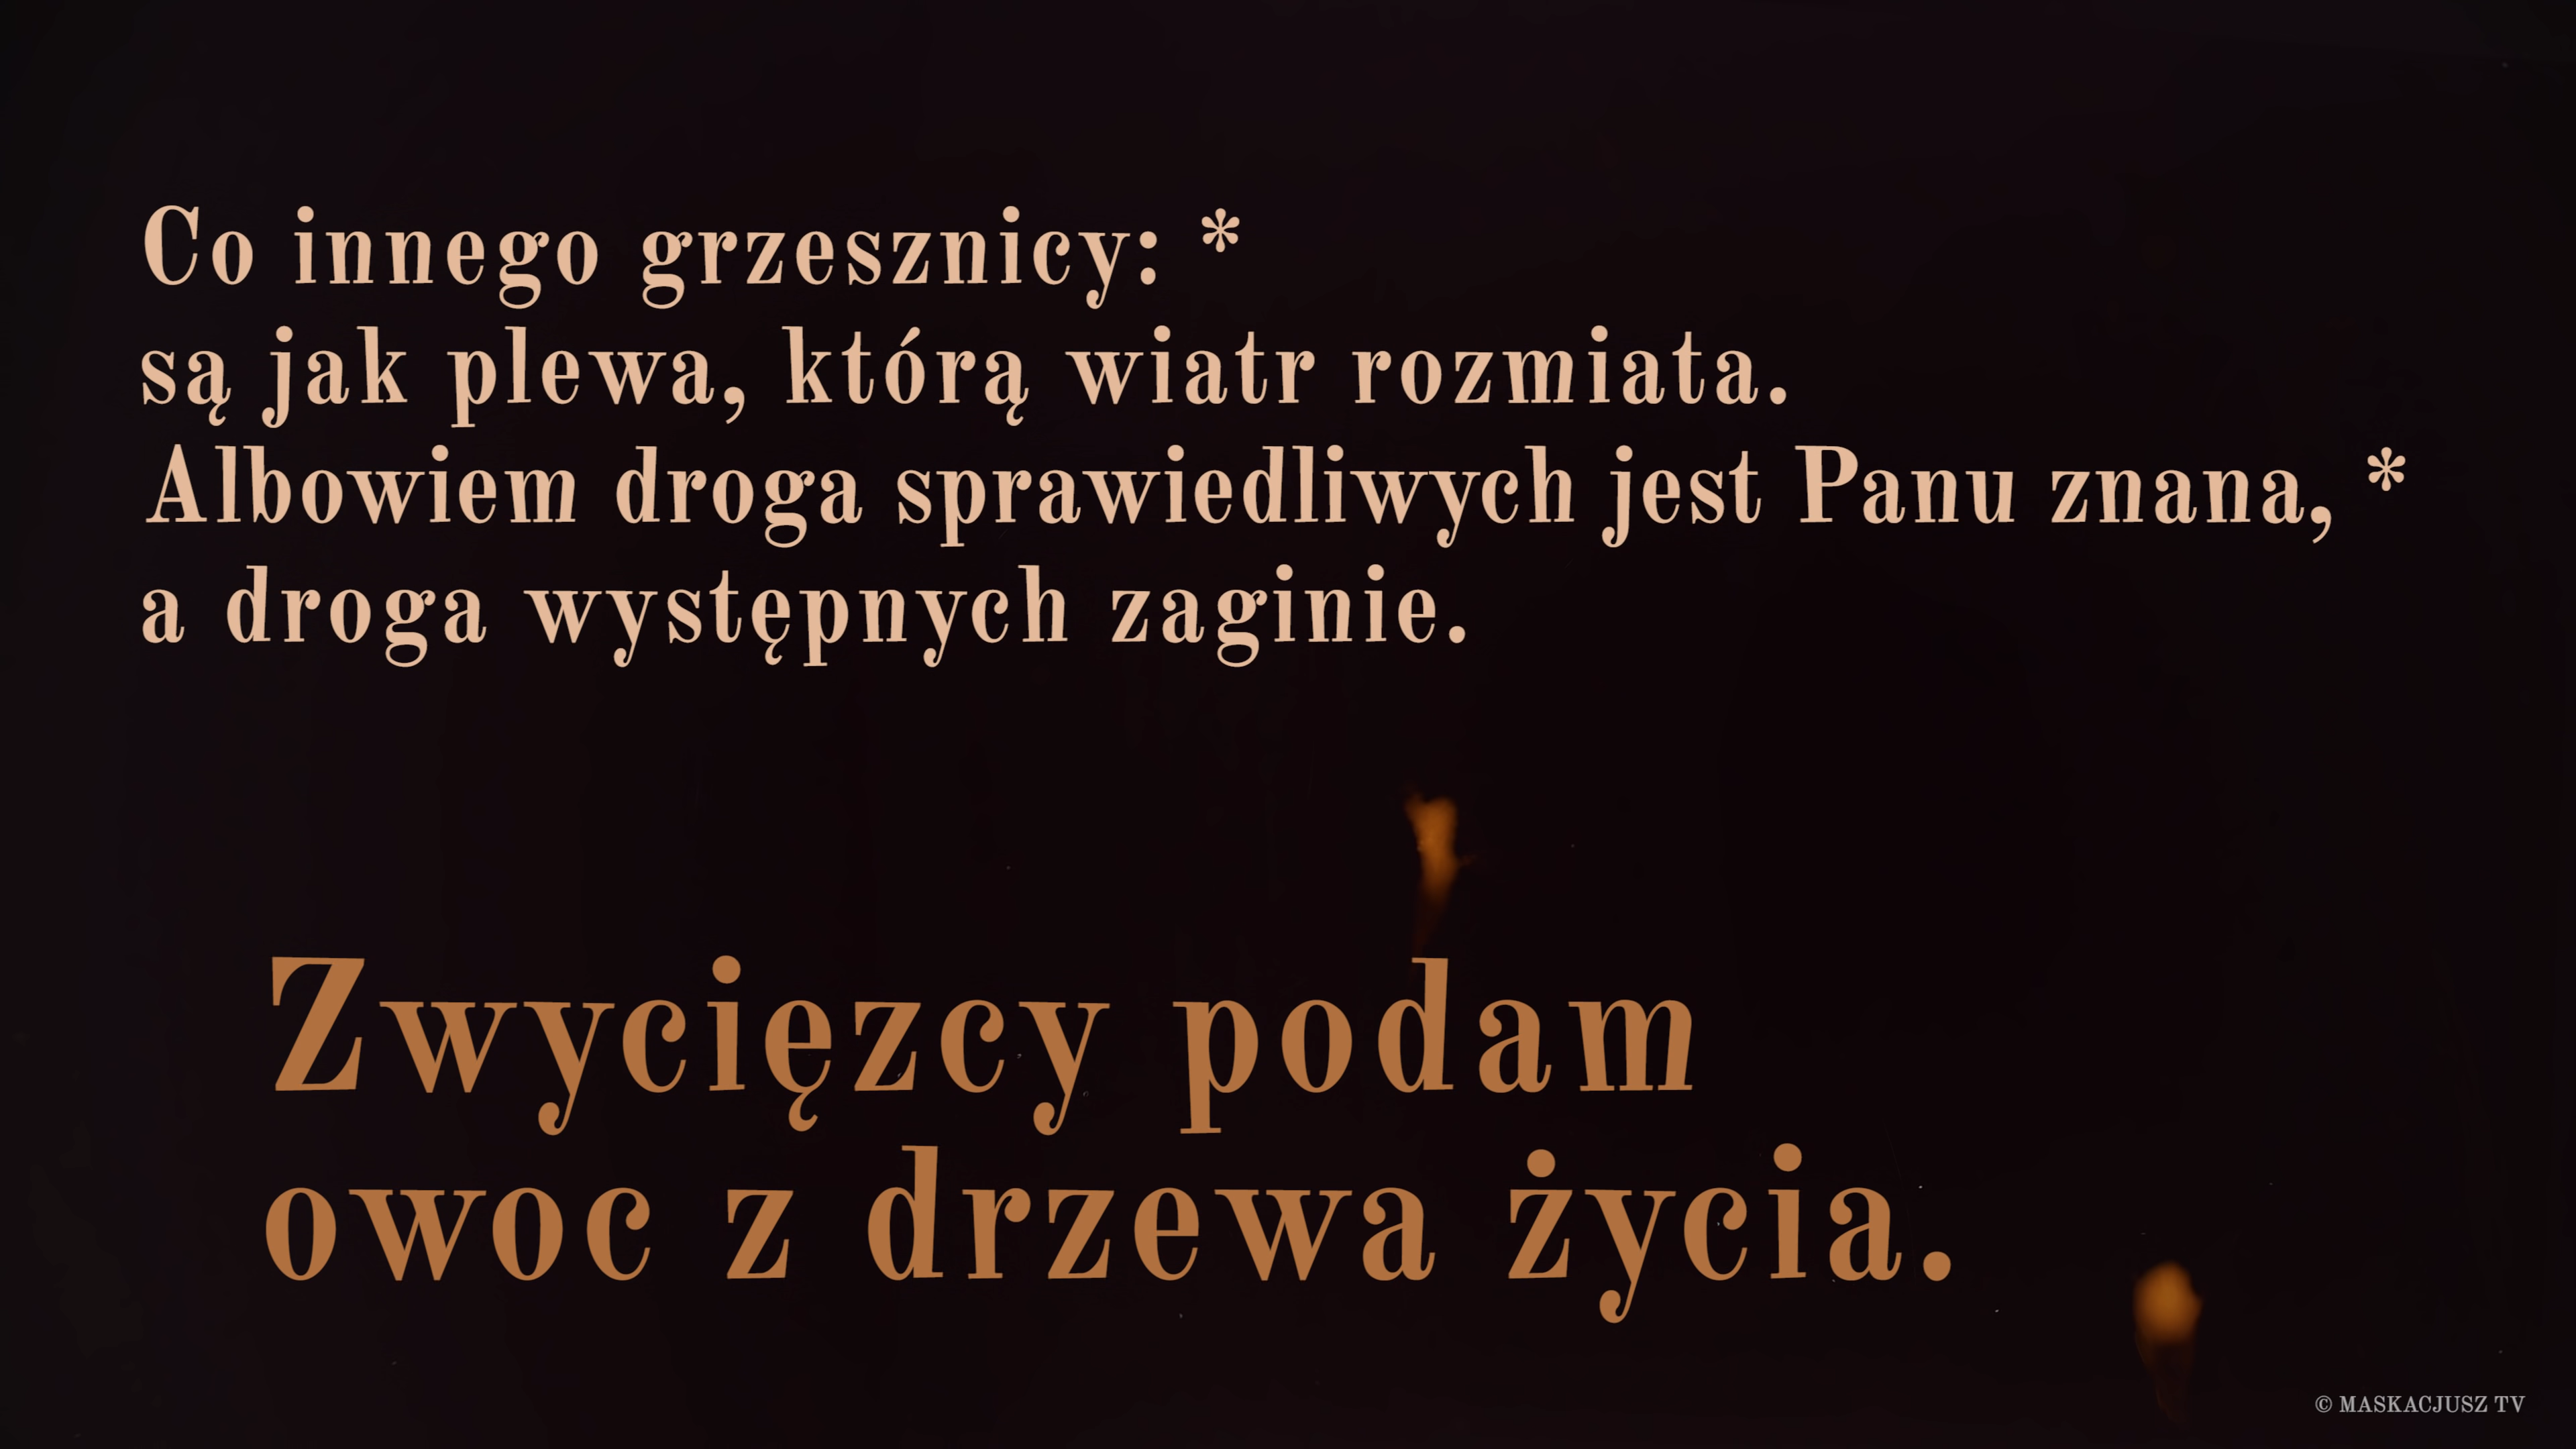 Co innego grzesznicy: *
są jak plewa, którą wiatr rozmiata.
Albowiem droga sprawiedliwych jest Panu znana, *
a droga występnych zaginie.
Zwycięzcy podam
owoc z drzewa życia.
© MASKACJUSZ TV